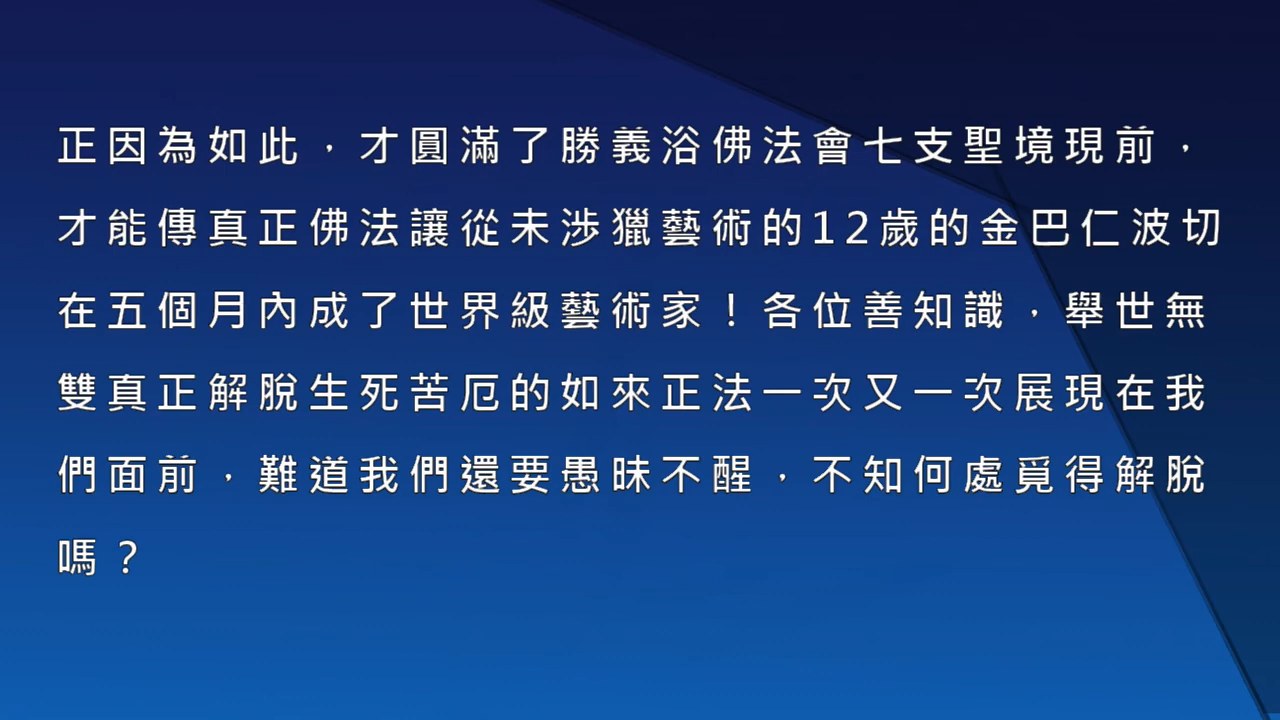 正因為如此，才圓滿了勝義浴佛法會七支聖境現前，
才能傳真正佛法讓從未涉獵藝術的12歲的金巴仁波切
在五個月內成了世界級藝術家！各位善知識，舉世無
雙真正解脫生死苦厄的如來正法一次又一次展現在我
們面前，難道我們還要愚昧不醒，不知何處覓得解脫
嗎？